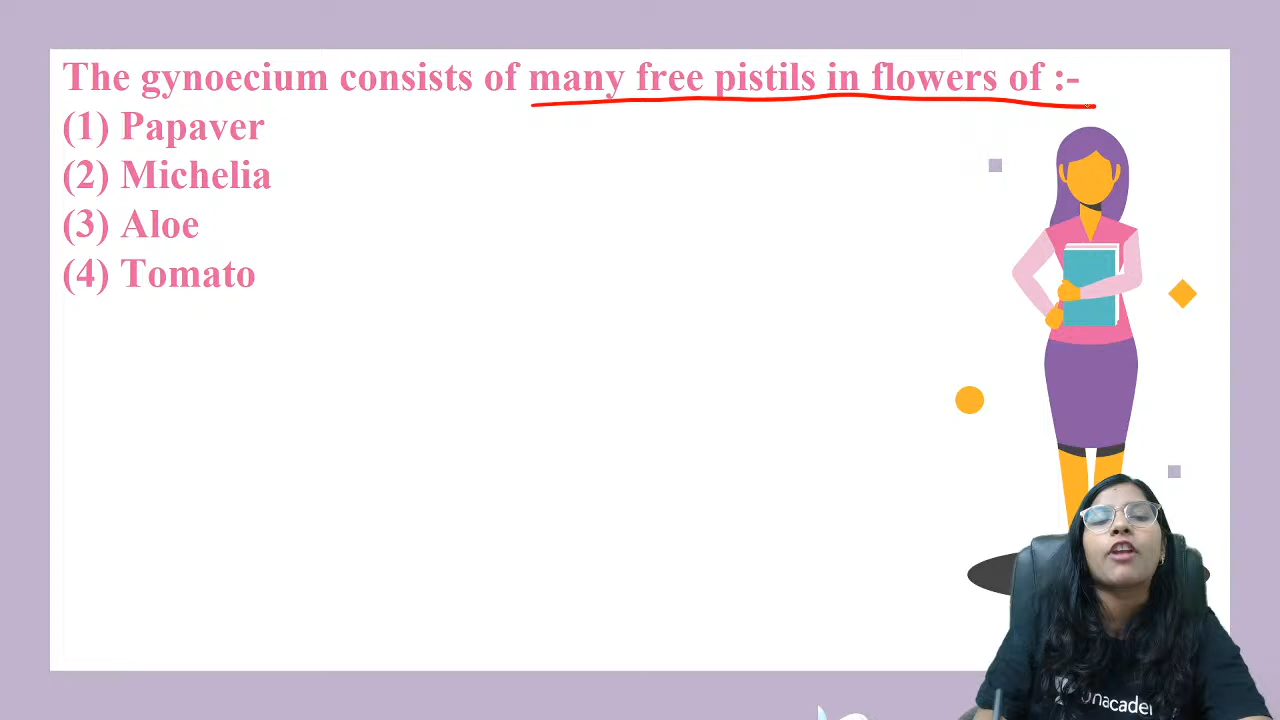 The gynoecium consists of many free pistils in flowers of :-
(1) Papaver
(2) Michelia
(3) Aloe
(4) Tomato